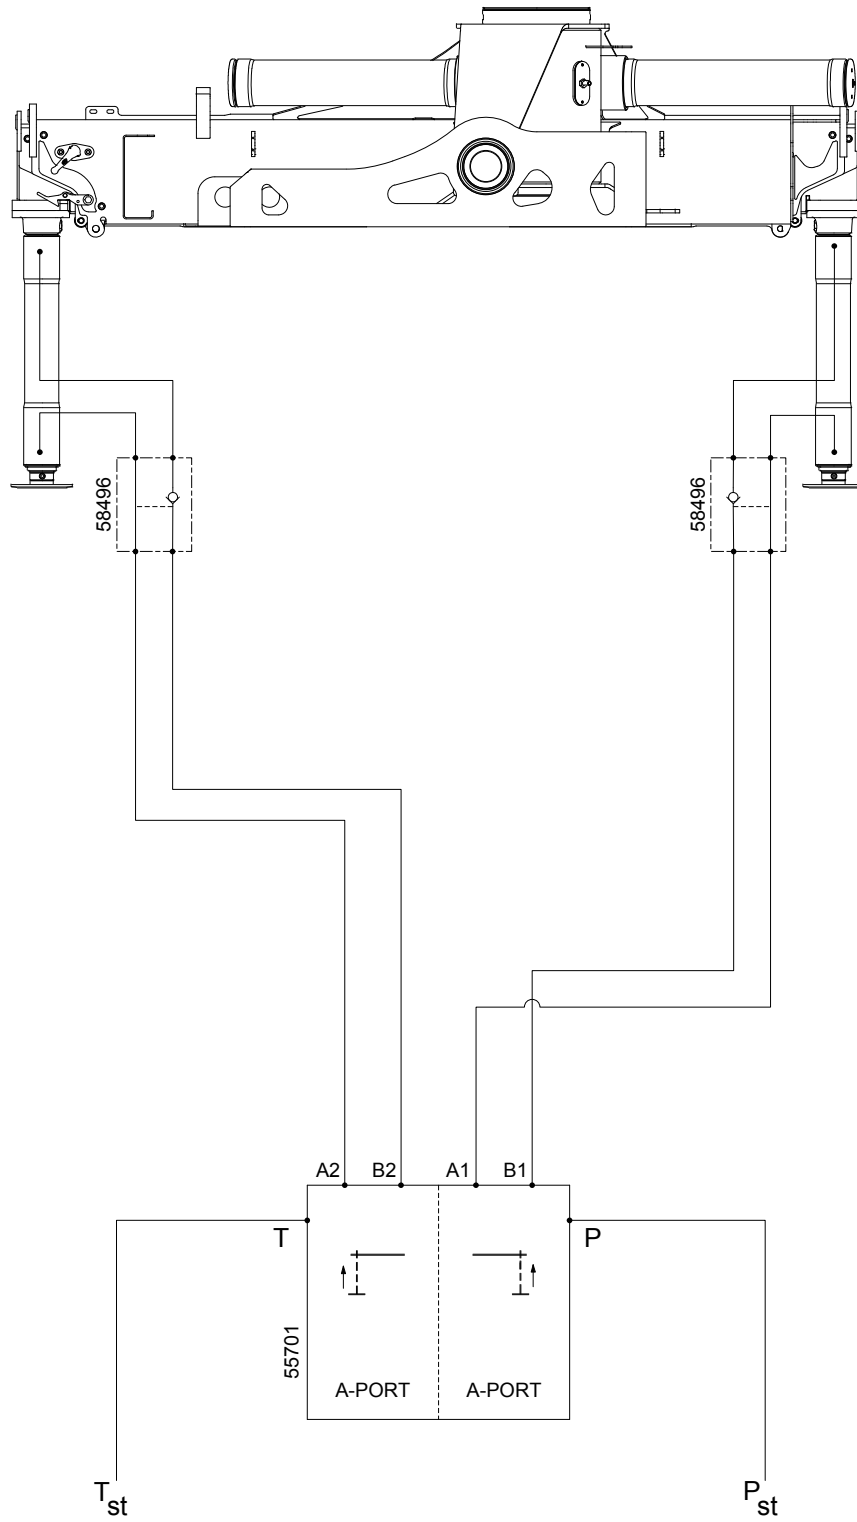 58496
58496
A2 B2 A1 B1
T P
55701
A-PORT A-PORT
Tst Pst